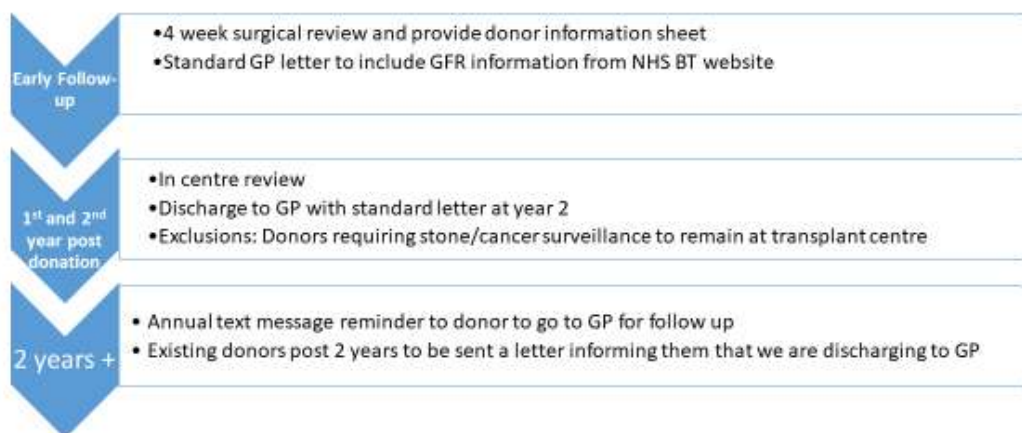 Early Follow-
up
•4 week surgical review and provide donor information sheet
•Standard GP letter to include GFR information from NHS BT website
1st and 2nd
year post
donation
•In centre review
•Discharge to GP with standard letter at year 2
•Exclusions: Donors requiring stone/cancer surveillance to remain at transplant centre
2 years +
• Annual text message reminder to donor to go to GP for follow up
• Existing donors post 2 years to be sent a letter informing them that we are discharging to GP